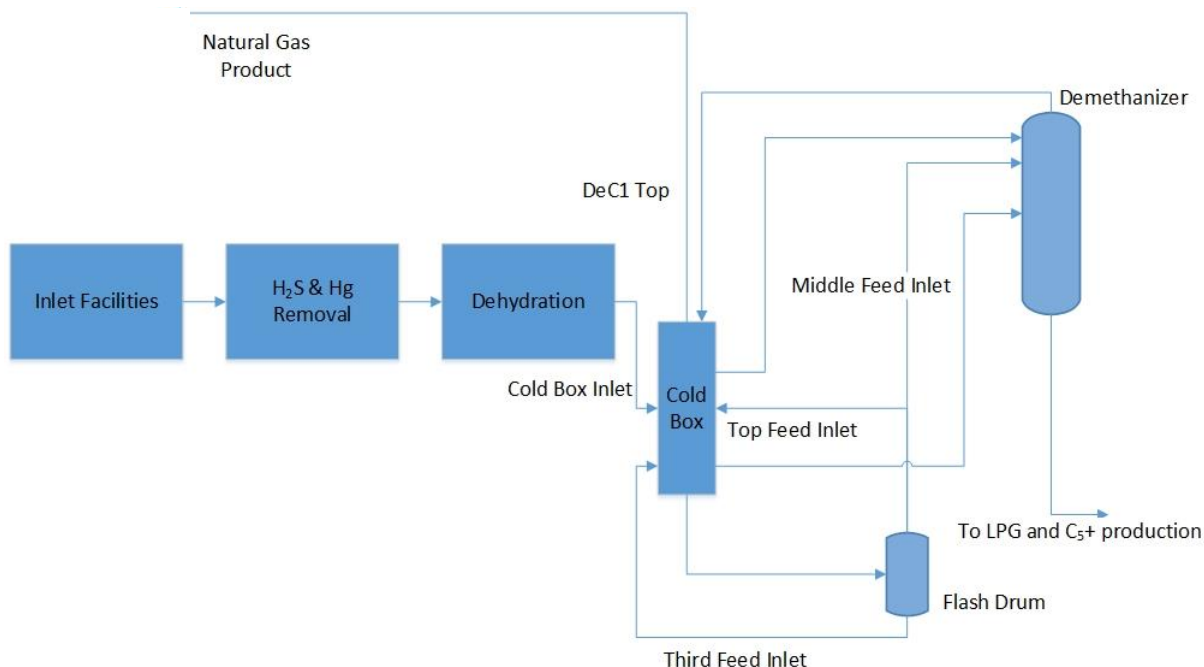 Natural Gas
Product
Demethanizer
DeC1 Top
Inlet Facilities
H₂S & Hg
Removal
Dehydration
Middle Feed Inlet
Cold Box Inlet
Cold
Box
Top Feed Inlet
To LPG and C₅+ production
Flash Drum
Third Feed Inlet